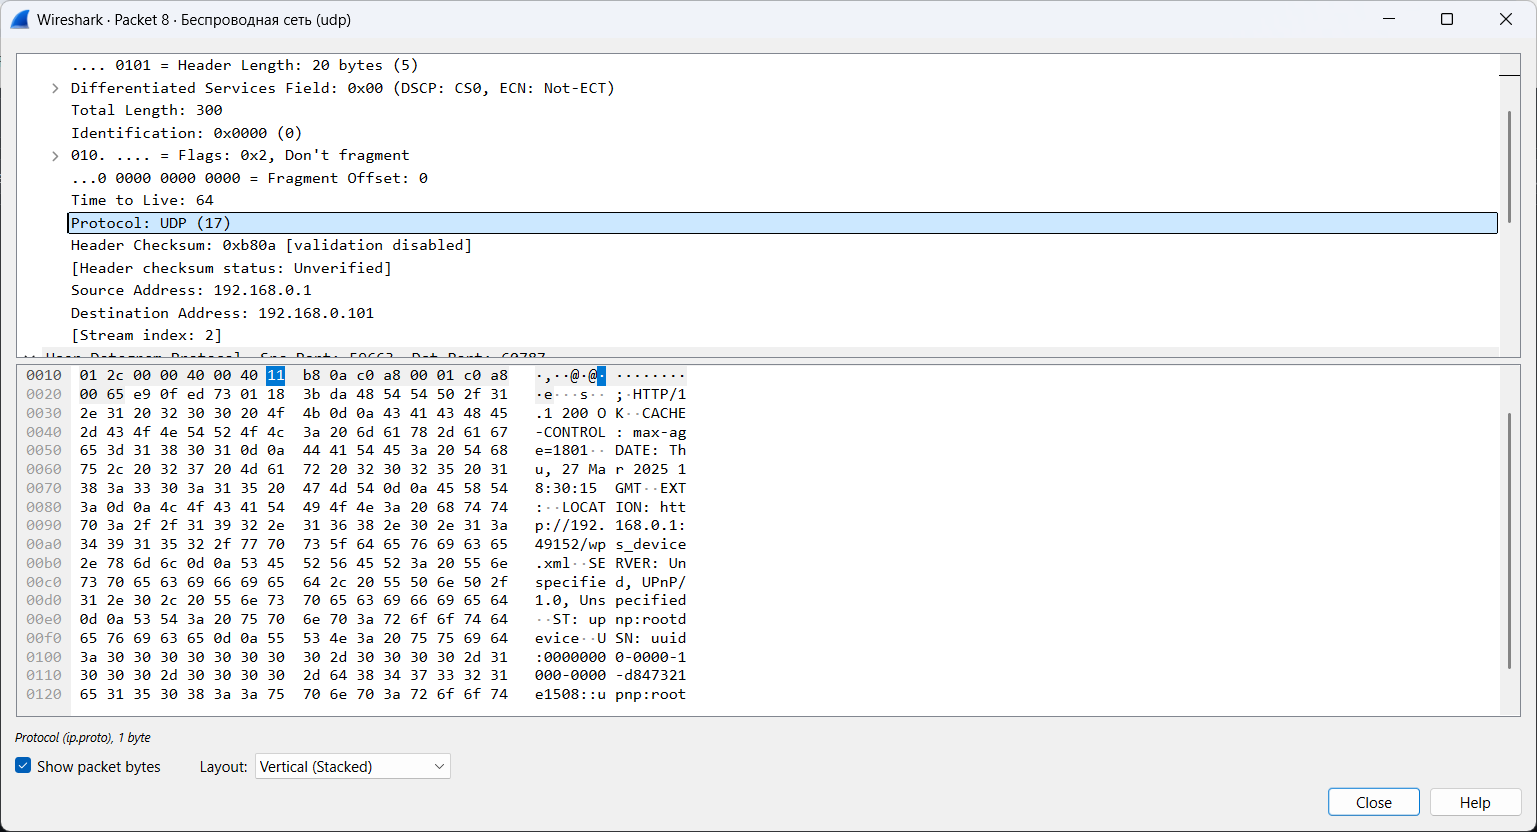 Wireshark · Packet 8 · Беспроводная сеть (udp)
.... 0101 = Header Length: 20 bytes (5)
Differentiated Services Field: 0x00 (DSCP: CS0, ECN: Not-ECT)
Total Length: 300
Identification: 0x0000 (0)
010. .... = Flags: 0x2, Don't fragment
...0 0000 0000 0000 = Fragment Offset: 0
Time to Live: 64
Protocol: UDP (17)
Header Checksum: 0xb80a [validation disabled]
[Header checksum status: Unverified]
Source Address: 192.168.0.1
Destination Address: 192.168.0.101
[Stream index: 2]
User Datagram Protocol, Src Port: 59663, Dst Port: 60787
0010 01 2c 00 00 40 00 40 11 b8 0a c0 a8 00 01 c0 a8 ·,··@·@· ········
0020 00 65 e9 0f ed 73 01 18 3b da 48 54 54 50 2f 31 ·e···s·· ;·HTTP/1
0030 2e 31 20 32 30 30 20 4f 4b 0d 0a 43 41 43 48 45 .1 200 O K··CACHE
0040 2d 43 4f 4e 54 52 4f 4c 3a 20 6d 61 78 2d 61 67 -CONTROL : max-ag
0050 65 3d 31 38 30 31 0d 0a 44 41 54 45 3a 20 54 68 e=1801·· DATE: Th
0060 75 2c 20 32 37 20 4d 61 72 20 32 30 32 35 20 31 u, 27 Ma r 2025 1
0070 38 3a 33 30 3a 31 35 20 47 4d 54 0d 0a 45 58 54 8:30:15 GMT··EXT
0080 3a 0d 0a 4c 4f 43 41 54 49 4f 4e 3a 20 68 74 74 :··LOCAT ION: htt
0090 70 3a 2f 2f 31 39 32 2e 31 36 38 2e 30 2e 31 3a p://192. 168.0.1:
00a0 34 39 31 35 32 2f 77 70 73 5f 64 65 76 69 63 65 49152/wp s_device
00b0 2e 78 6d 6c 0d 0a 53 45 52 56 45 52 3a 20 55 6e .xml··SE RVER: Un
00c0 73 70 65 63 69 66 69 65 64 2c 20 55 50 6e 50 2f specifie d, UPnP/
00d0 31 2e 30 2c 20 55 6e 73 70 65 63 69 66 69 65 64 1.0, Uns pecified
00e0 0d 0a 53 54 3a 20 75 70 6e 70 3a 72 6f 6f 74 64 ··ST: up np:rootd
00f0 65 76 69 63 65 0d 0a 55 53 4e 3a 20 75 75 69 64 evice··U SN: uuid
0100 3a 30 30 30 30 30 30 30 30 2d 30 30 30 30 2d 31 :0000000 0-0000-1
0110 30 30 30 2d 30 30 30 30 2d 64 38 34 37 33 32 31 000-0000 -d847321
0120 65 31 35 30 38 3a 3a 75 70 6e 70 3a 72 6f 6f 74 e1508::u pnp:root
Protocol (ip.proto), 1 byte
Show packet bytes
Layout: Vertical (Stacked)
Close
Help